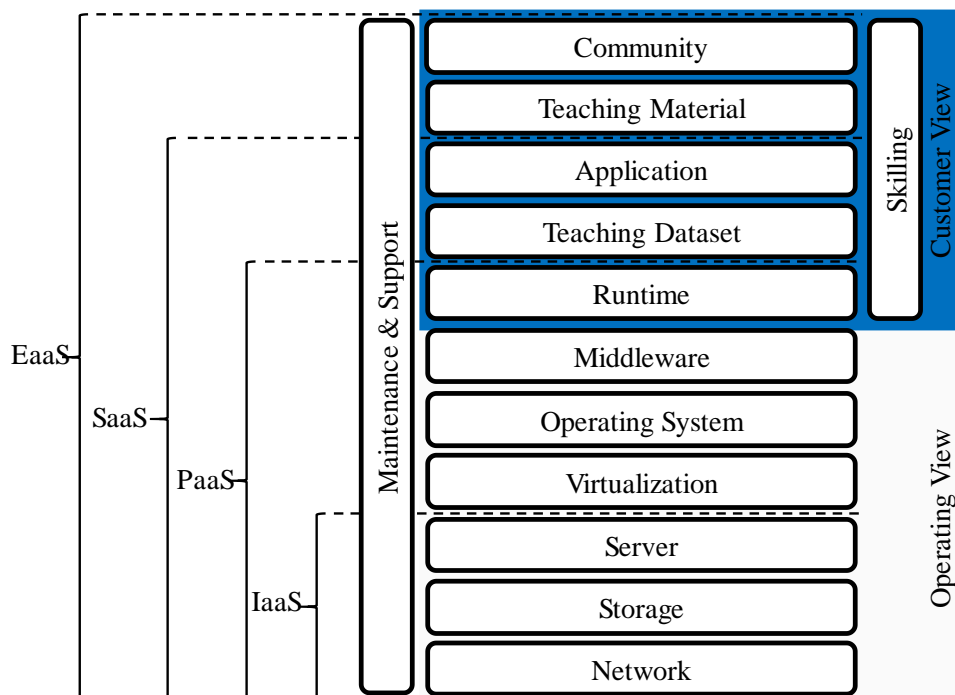 Community
Teaching Material
Application
Teaching Dataset
Runtime
Middleware
Operating System
Virtualization
Server
Storage
Network
Maintenance & Support
Skilling
Customer View
Operating View
EaaS
SaaS
PaaS
IaaS